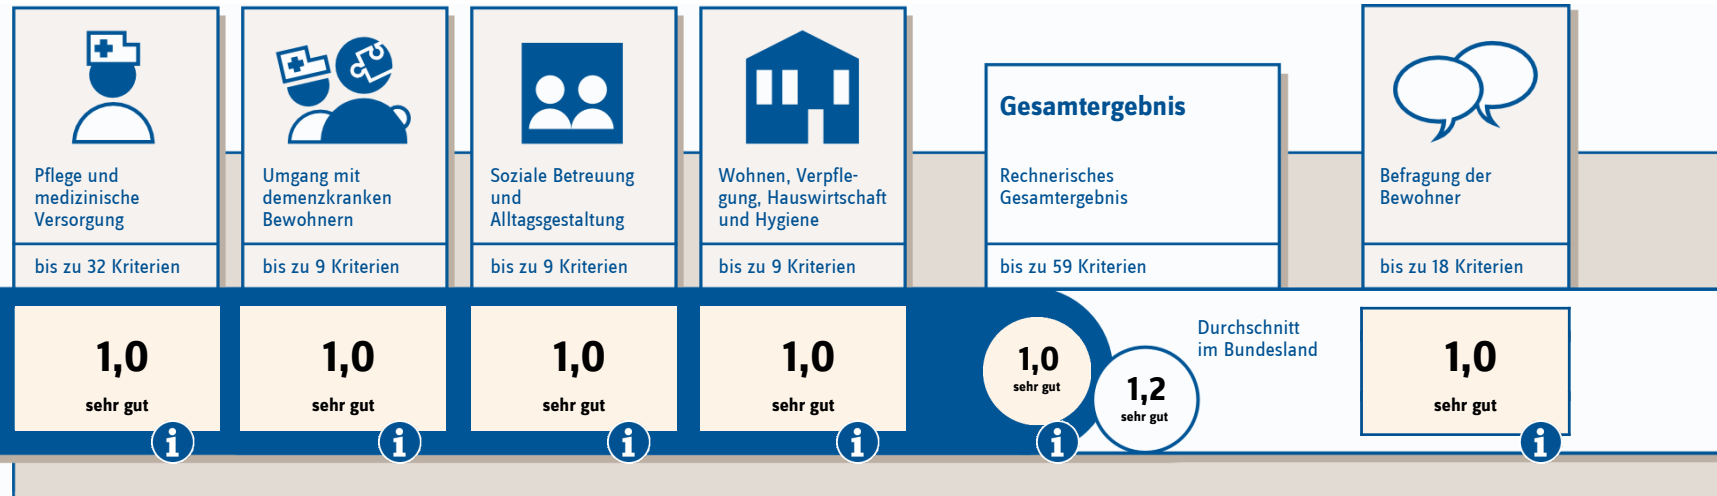 Pflege und
medizinische
Versorgung
bis zu 32 Kriterien
1,0
sehr gut
i
Umgang mit
demenzkranken
Bewohnern
bis zu 9 Kriterien
1,0
sehr gut
i
Soziale Betreuung
und
Alltagsgestaltung
bis zu 9 Kriterien
1,0
sehr gut
i
Wohnen, Verpfle-
gung, Hauswirtschaft
und Hygiene
bis zu 9 Kriterien
1,0
sehr gut
i
Gesamtergebnis
Rechnerisches
Gesamtergebnis
bis zu 59 Kriterien
1,0
sehr gut
i
1,2
sehr gut
Durchschnitt
im Bundesland
Befragung der
Bewohner
bis zu 18 Kriterien
1,0
sehr gut
i